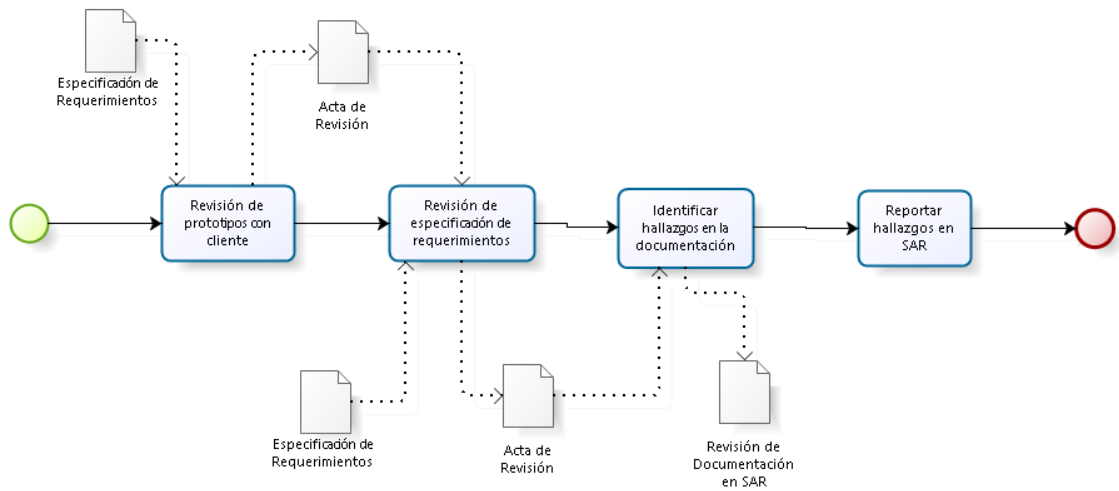 Especificación de
Requerimientos
Acta de
Revisión
Revisión de
prototipos con
cliente
Revisión de
especificación de
requerimientos
Identificar
hallazgos en la
documentación
Reportar
hallazgos en
SAR
Especificación de
Requerimientos
Acta de
Revisión
Revisión de
Documentación
en SAR